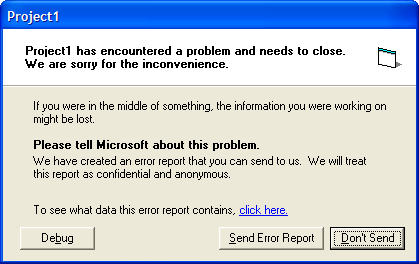 Project1
Project1 has encountered a problem and needs to close.
We are sorry for the inconvenience.
If you were in the middle of something, the information you were working on
might be lost.
Please tell Microsoft about this problem.
We have created an error report that you can send to us. We will treat
this report as confidential and anonymous.
To see what data this error report contains, click here.
Debug
Send Error Report
Don't Send